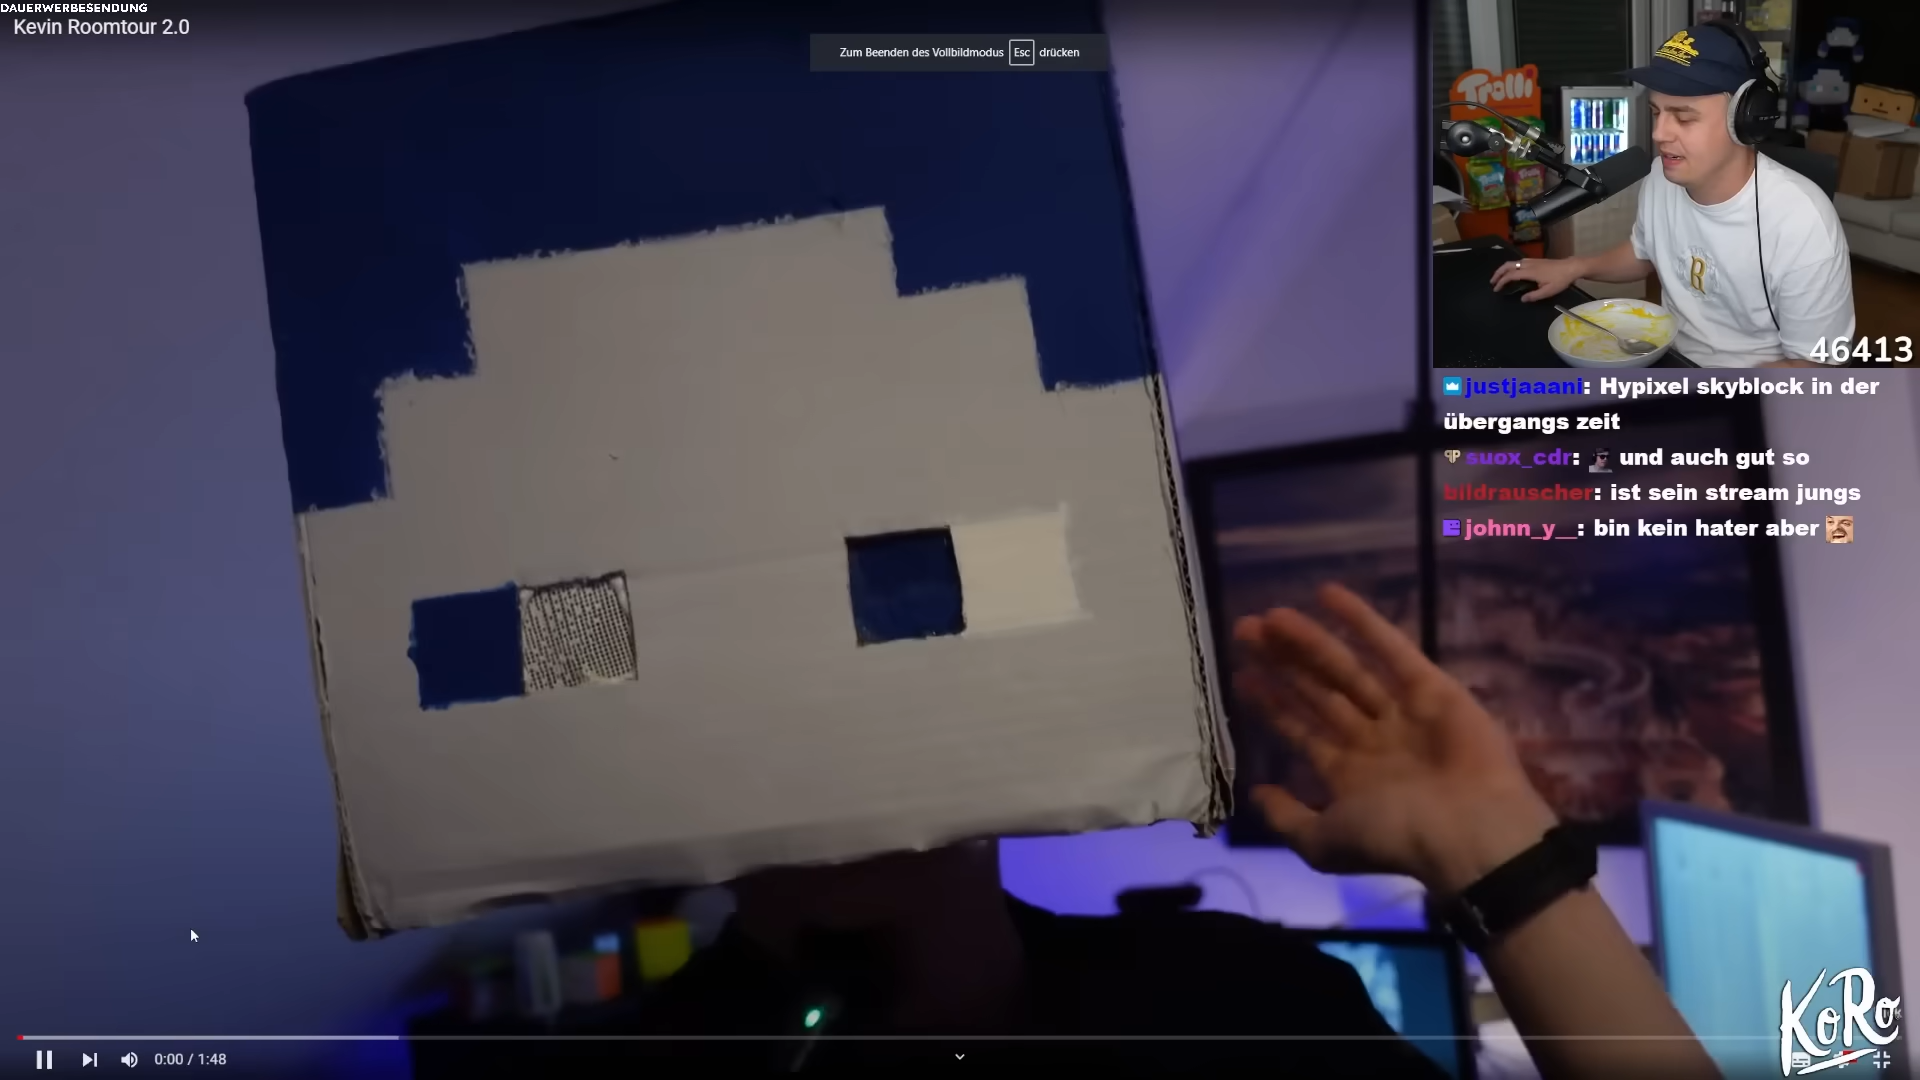 DAUERWERBESENDUNG
Kevin Roomtour 2.0
Zum Beenden des Vollbildmodus Esc drücken
Trolli
R
46413
justjaaani: Hypixel skyblock in der
übergangs zeit
suox_cdr: und auch gut so
bildrauscher: ist sein stream jungs
johnn_y__: bin kein hater aber
KoRo
0:00 / 1:48